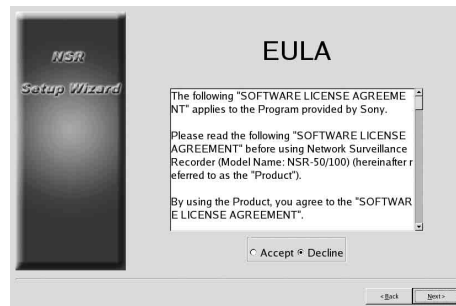 NSR
Setup Wizard
EULA
The following "SOFTWARE LICENSE AGREEME
NT" applies to the Program provided by Sony.
Please read the following "SOFTWARE LICENSE
AGREEMENT" before using Network Surveillance
Recorder (Model Name: NSR-50/100) (hereinafter r
eferred to as the "Product").
By using the Product, you agree to the "SOFTWAR
E LICENSE AGREEMENT".
Accept Decline
<Back Next>